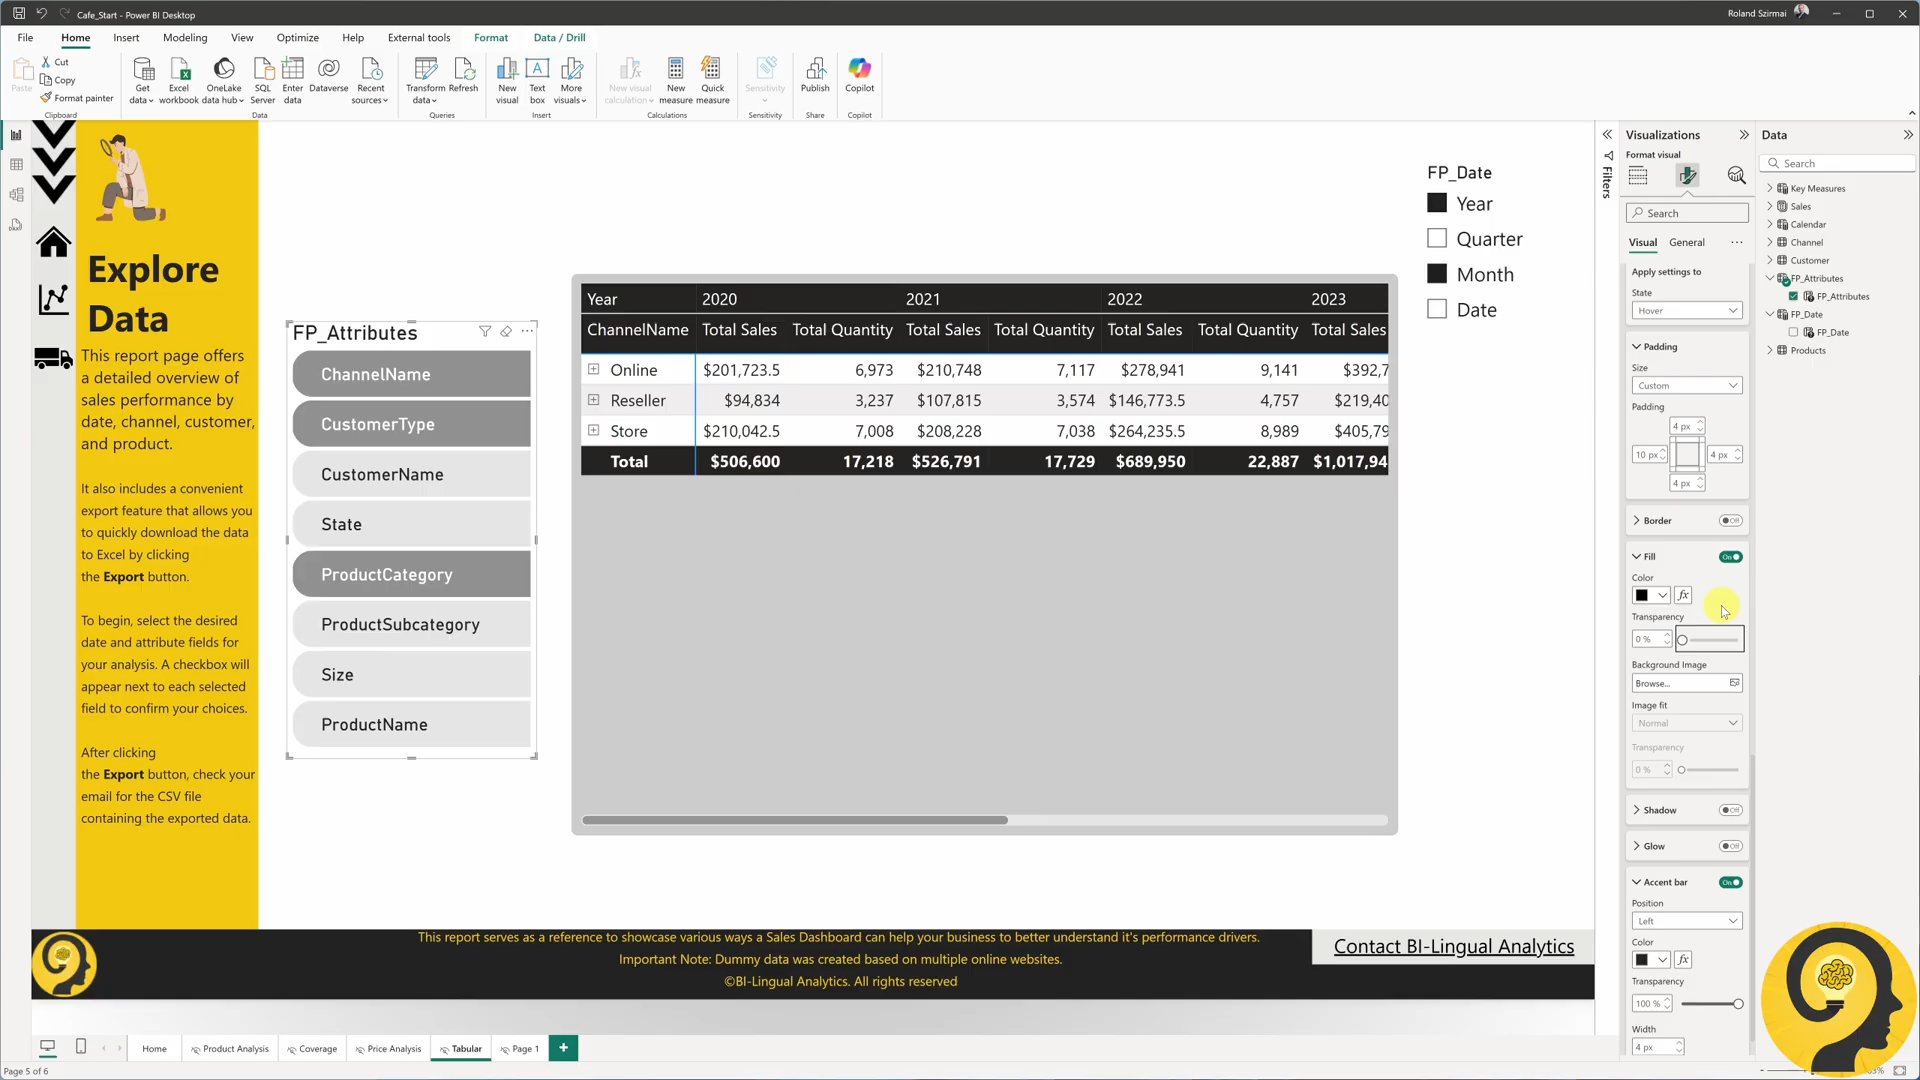 Cafe_Start - Power BI Desktop
Roland Szirmai
File Home Insert Modeling View Optimize Help External tools Format Data / Drill
Paste
Cut
Copy
Format painter
Clipboard
Get data
Excel workbook
OneLake data hub
SQL Server
Enter data
Dataverse
Recent sources
Data
Transform data
Refresh
Queries
New visual
Text box
More visuals
Insert
New visual calculation
New measure
Quick measure
Calculations
Sensitivity
Sensitivity
Publish
Share
Copilot
Copilot
Explore
Data
This report page offers
a detailed overview of
sales performance by
date, channel, customer,
and product.
It also includes a convenient
export feature that allows you
to quickly download the data
to Excel by clicking
the Export button.
To begin, select the desired
date and attribute fields for
your analysis. A checkbox will
appear next to each selected
field to confirm your choices.
After clicking
the Export button, check your
email for the CSV file
containing the exported data.
FP_Attributes
ChannelName
CustomerType
CustomerName
State
ProductCategory
ProductSubcategory
Size
ProductName
Year 2020 2021 2022 2023
ChannelName Total Sales Total Quantity Total Sales Total Quantity Total Sales Total Quantity Total Sales
Online $201,723.5 6,973 $210,748 7,117 $278,941 9,141 $392,7
Reseller $94,834 3,237 $107,815 3,574 $146,773.5 4,757 $219,40
Store $210,042.5 7,008 $208,228 7,038 $264,235.5 8,989 $405,79
Total $506,600 17,218 $526,791 17,729 $689,950 22,887 $1,017,94
FP_Date
Year
Quarter
Month
Date
Filters
Visualizations
Format visual
Search
Visual General
Apply settings to
State
Hover
Padding
Size
Custom
Padding
4 px
10 px 4 px
4 px
Border Off
Fill On
Color
fx
Transparency
0 %
Background Image
Browse...
Image fit
Normal
Transparency
0 %
Shadow Off
Glow Off
Accent bar On
Position
Left
Color
fx
Transparency
100 %
Width
4 px
Data
Search
Key Measures
Sales
Calendar
Channel
Customer
FP_Attributes
FP_Attributes
FP_Date
FP_Date
Products
This report serves as a reference to showcase various ways a Sales Dashboard can help your business to better understand it's performance drivers.
Important Note: Dummy data was created based on multiple online websites.
©BI-Lingual Analytics. All rights reserved
Contact BI-Lingual Analytics
Home Product Analysis Coverage Price Analysis Tabular Page 1
Page 5 of 6